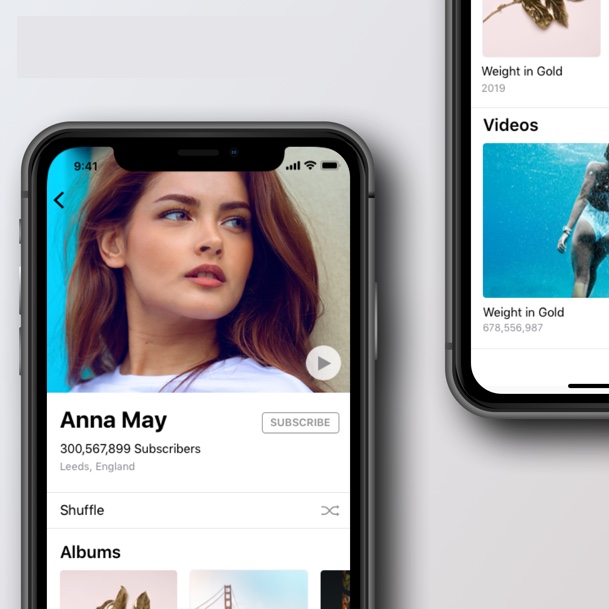 9:41
Anna May
SUBSCRIBE
300,567,899 Subscribers
Leeds, England
Shuffle
Albums
Weight in Gold
2019
Videos
Weight in Gold
678,556,987